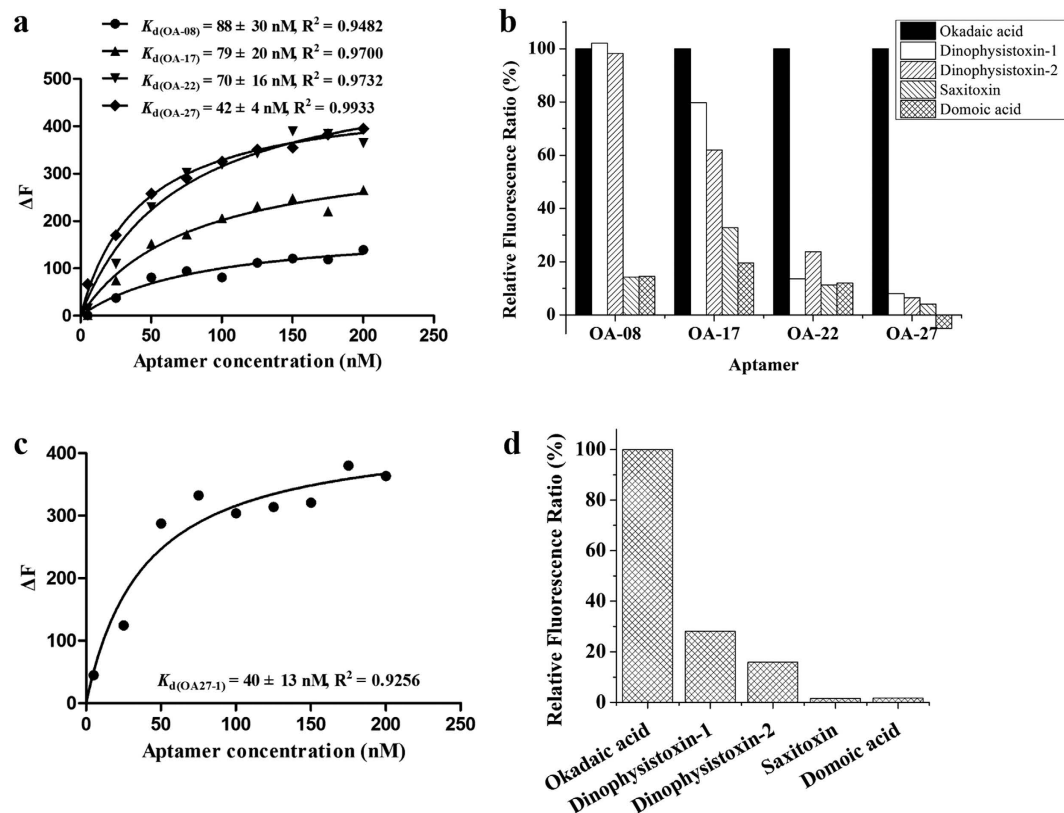 a
K_d(OA-08) = 88 ± 30 nM, R² = 0.9482
K_d(OA-17) = 79 ± 20 nM, R² = 0.9700
K_d(OA-22) = 70 ± 16 nM, R² = 0.9732
K_d(OA-27) = 42 ± 4 nM, R² = 0.9933
500
400
300
200
100
0
ΔF
0 50 100 150 200 250
Aptamer concentration (nM)
b
Okadaic acid
Dinophysistoxin-1
Dinophysistoxin-2
Saxitoxin
Domoic acid
100
80
60
40
20
0
Relative Fluorescence Ratio (%)
OA-08 OA-17 OA-22 OA-27
Aptamer
c
400
300
200
100
0
ΔF
K_d(OA27-1) = 40 ± 13 nM, R² = 0.9256
0 50 100 150 200 250
Aptamer concentration (nM)
d
100
80
60
40
20
0
Relative Fluorescence Ratio (%)
Okadaic acid
Dinophysistoxin-1
Dinophysistoxin-2
Saxitoxin
Domoic acid